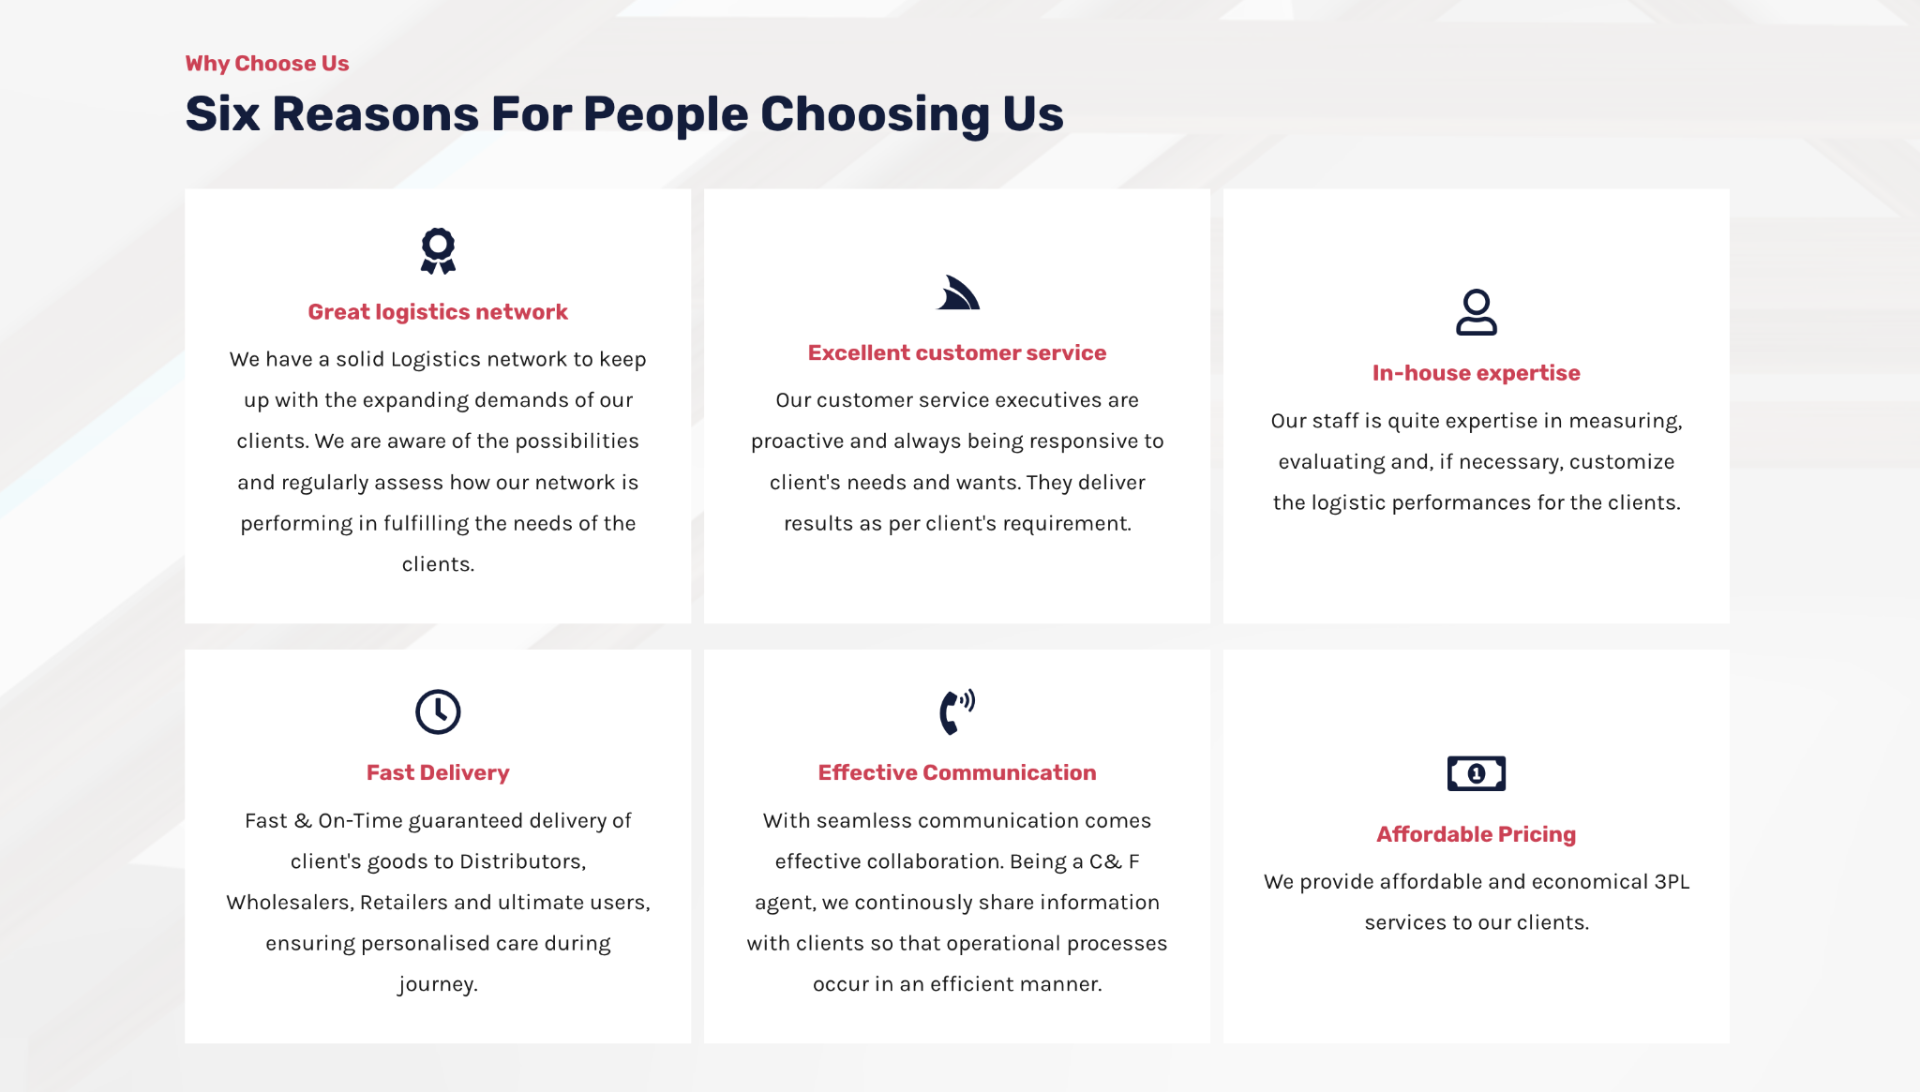 Why Choose Us
Six Reasons For People Choosing Us
Great logistics network
We have a solid Logistics network to keep
up with the expanding demands of our
clients. We are aware of the possibilities
and regularly assess how our network is
performing in fulfilling the needs of the
clients.
Excellent customer service
Our customer service executives are
proactive and always being responsive to
client's needs and wants. They deliver
results as per client's requirement.
In-house expertise
Our staff is quite expertise in measuring,
evaluating and, if necessary, customize
the logistic performances for the clients.
Fast Delivery
Fast & On-Time guaranteed delivery of
client's goods to Distributors,
Wholesalers, Retailers and ultimate users,
ensuring personalised care during
journey.
Effective Communication
With seamless communication comes
effective collaboration. Being a C& F
agent, we continously share information
with clients so that operational processes
occur in an efficient manner.
1
Affordable Pricing
We provide affordable and economical 3PL
services to our clients.